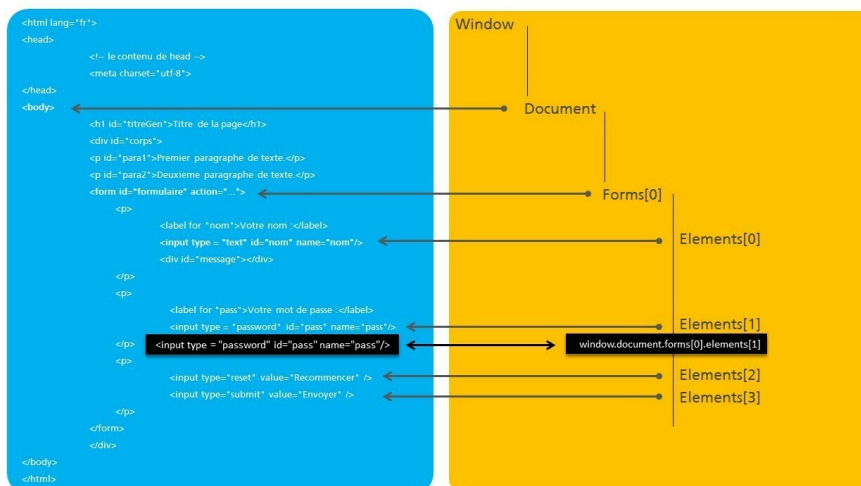 <html lang="fr">
<head>
<!-- le contenu de head -->
<meta charset="utf-8">
</head>
<body>
<h1 id="titreGen">Titre de la page</h1>
<div id="corps">
<p id="para1">Premier paragraphe de texte.</p>
<p id="para2">Deuxième paragraphe de texte.</p>
<form id="formulaire" action="...">
<p>
<label for "nom">Votre nom :</label>
<input type = "text" id="nom" name="nom"/>
<div id="message"></div>
</p>
<p>
<label for "pass">Votre mot de passe :</label>
<input type = "password" id="pass" name="pass"/>
</p>
<input type = "password" id="pass" name="pass"/>
<p>
<input type="reset" value="Recommencer" />
<input type="submit" value="Envoyer" />
</p>
</form>
</div>
</body>
</html>
Window
Document
Forms[0]
Elements[0]
Elements[1]
window.document.forms[0].elements[1]
Elements[2]
Elements[3]